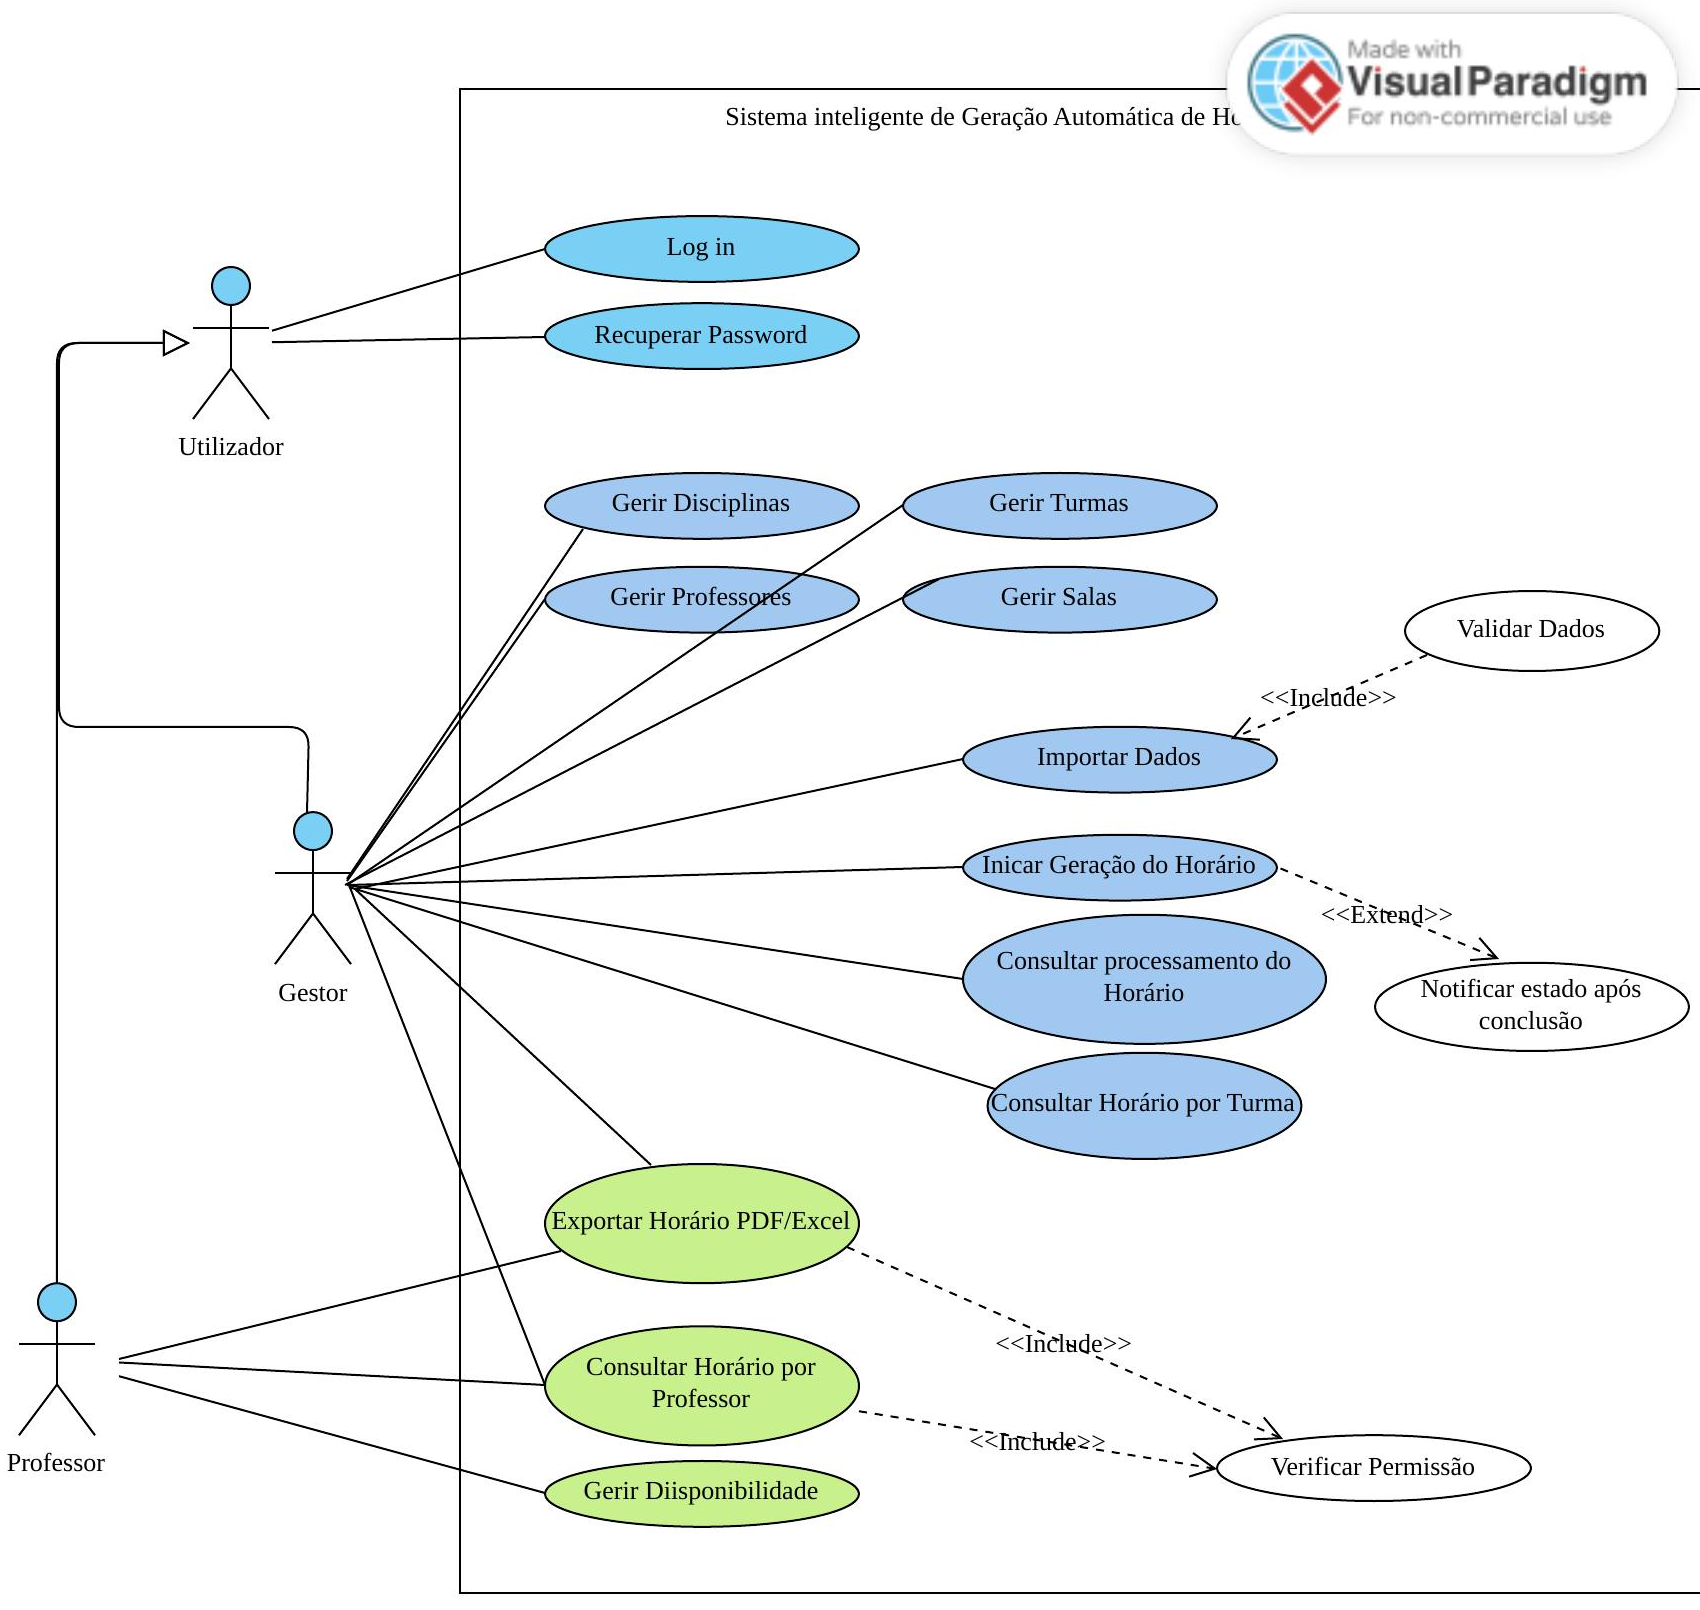 Made with
Visual Paradigm
For non-commercial use
Sistema inteligente de Geração Automática de
Log in
Recuperar Password
Utilizador
Gerir Disciplinas
Gerir Turmas
Gerir Professores
Gerir Salas
Validar Dados
<<Include>>
Importar Dados
Inicar Geração do Horário
<<Extend>>
Consultar processamento do
Horário
Notificar estado após
conclusão
Gestor
Consultar Horário por Turma
Exportar Horário PDF/Excel
<<Include>>
Consultar Horário por
Professor
<<Include>>
Verificar Permissão
Professor
Gerir Diisponibilidade